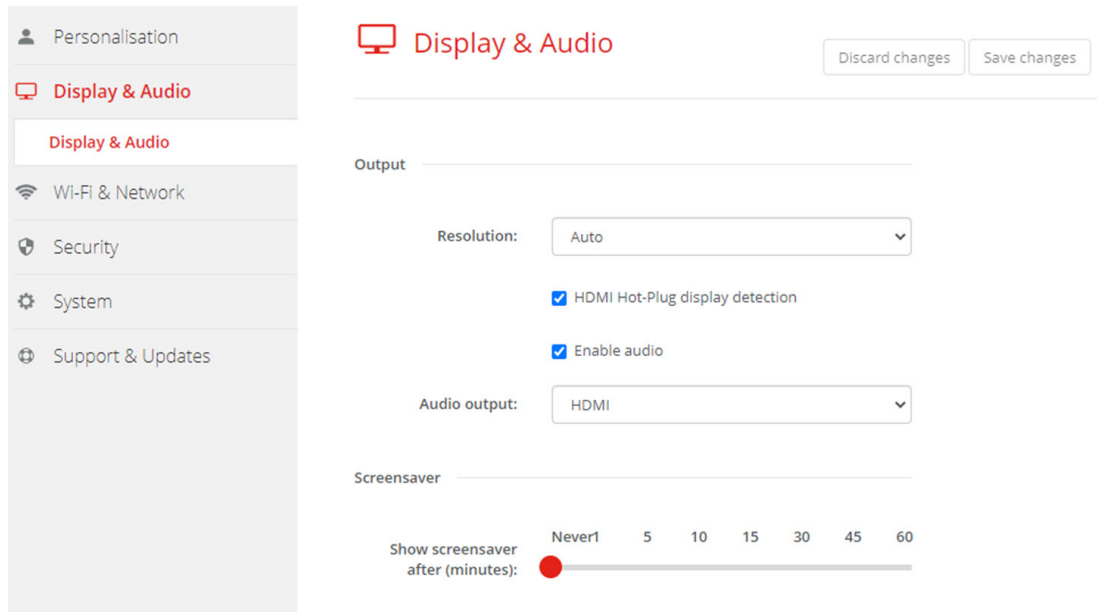 Personalisation
Display & Audio
Display & Audio
Wi-Fi & Network
Security
System
Support & Updates
Display & Audio
Discard changes
Save changes
Output
Resolution:
Auto
HDMI Hot-Plug display detection
Enable audio
Audio output:
HDMI
Screensaver
Show screensaver
after (minutes):
Never1 5 10 15 30 45 60